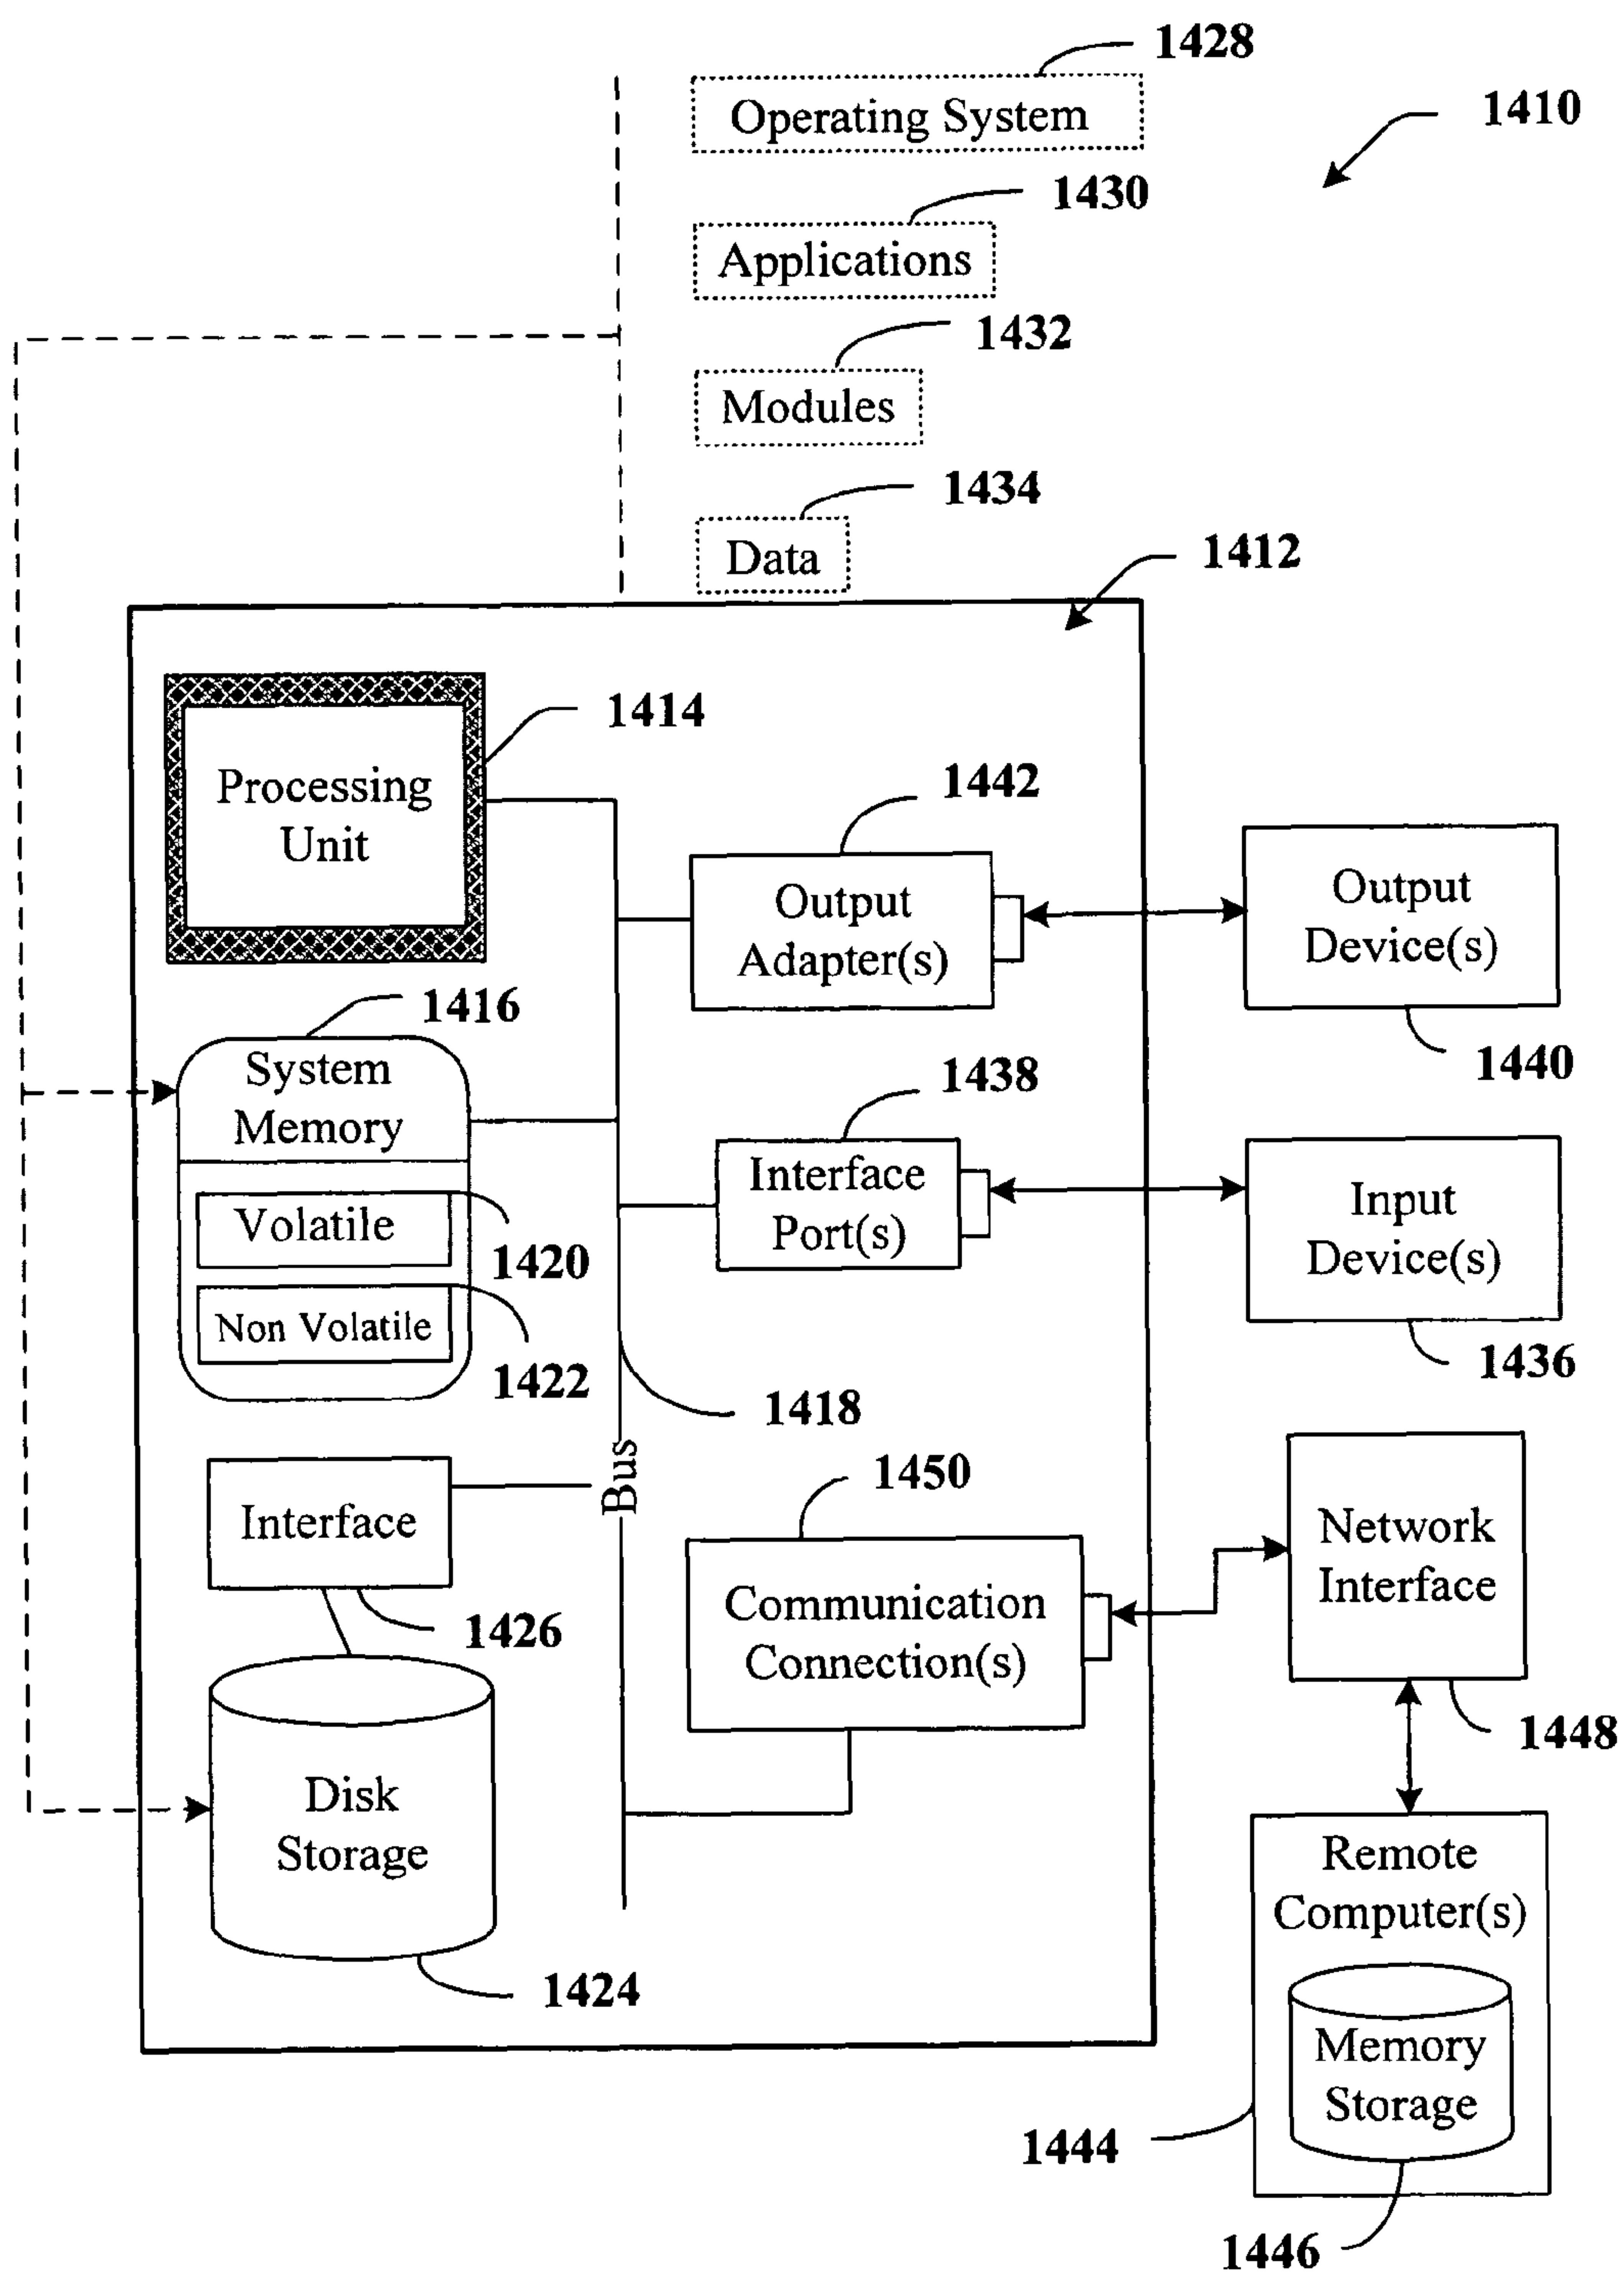 1428
Operating System
1410
1430
Applications
1432
Modules
1434
Data
1412
1414
Processing
Unit
1442
Output
Adapter(s)
Output
Device(s)
1440
1416
System
Memory
1438
Interface
Port(s)
Input
Device(s)
1436
Volatile
1420
Non Volatile
1422
1418
Bus
Interface
1426
1450
Communication
Connection(s)
Network
Interface
1448
Disk
Storage
1424
Remote
Computer(s)
Memory
Storage
1444
1446